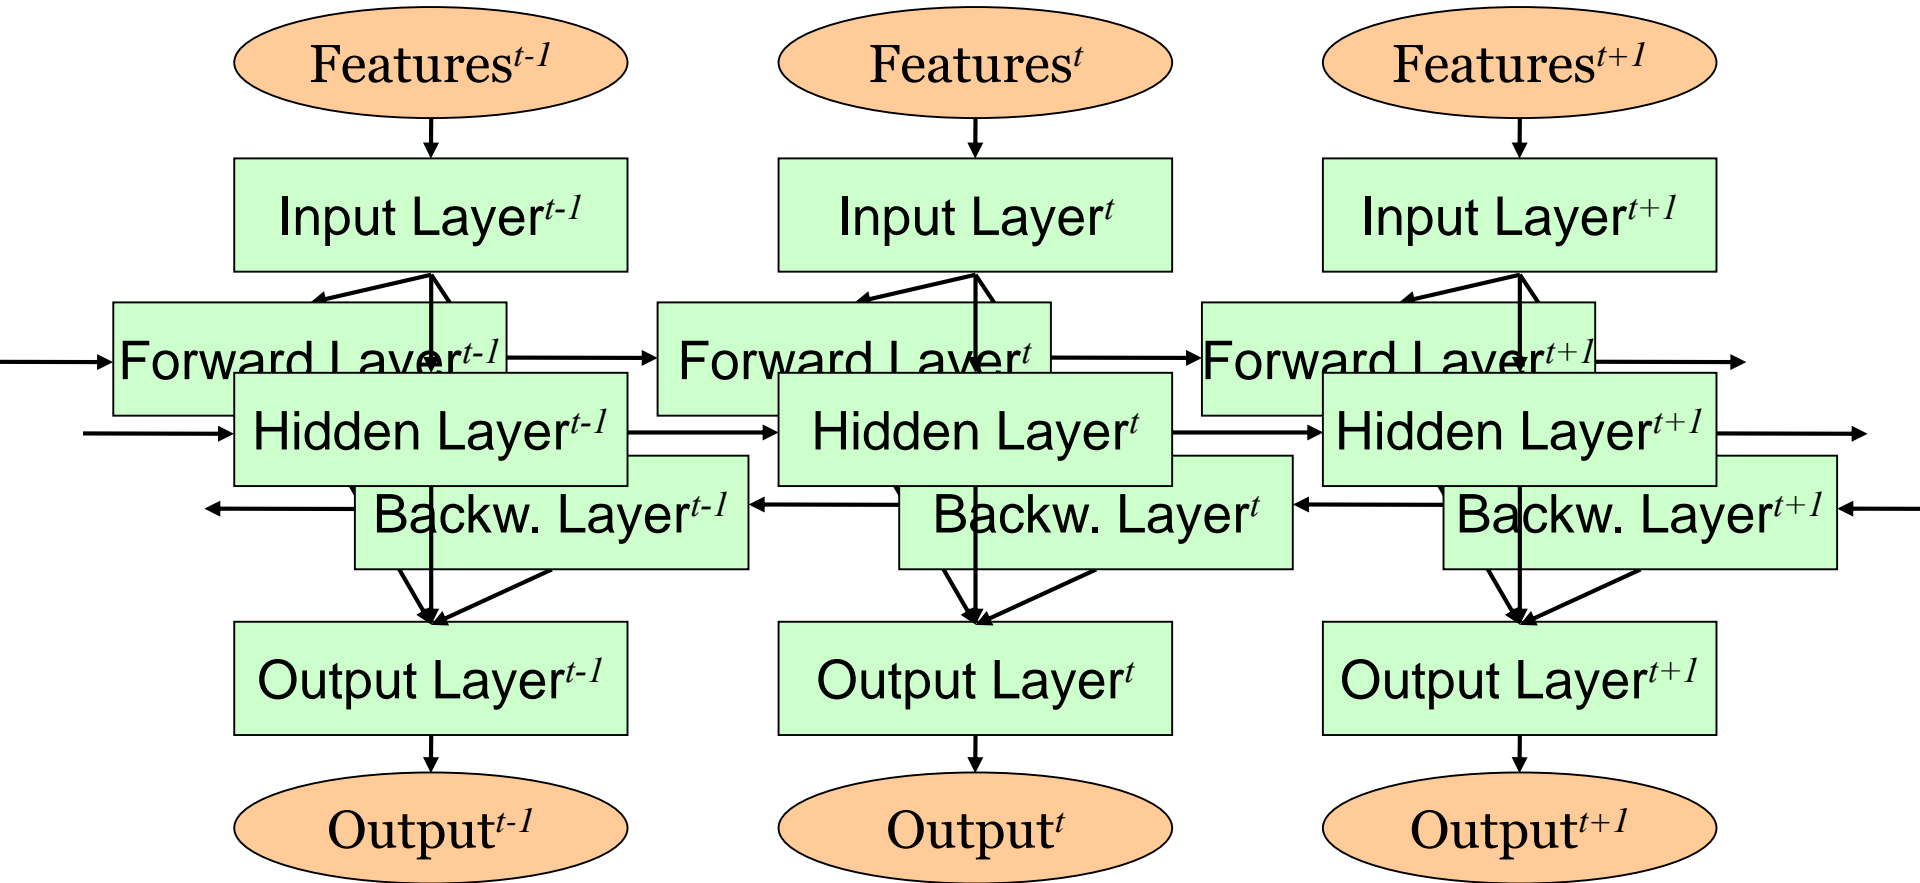 Features^t-1 Features^t Features^t+1
Input Layer^t-1 Input Layer^t Input Layer^t+1
Forward Layer^t-1 Forward Layer^t Forward Layer^t+1
Hidden Layer^t-1 Hidden Layer^t Hidden Layer^t+1
Backw. Layer^t-1 Backw. Layer^t Backw. Layer^t+1
Output Layer^t-1 Output Layer^t Output Layer^t+1
Output^t-1 Output^t Output^t+1